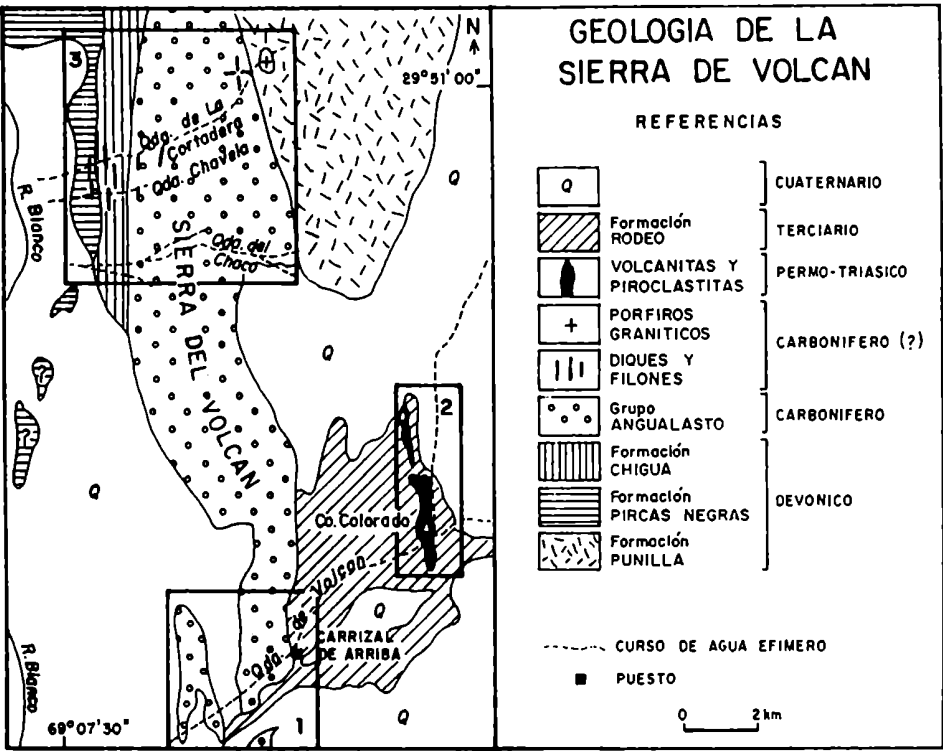 3
N
29°51'00"
Qda. de La
Cortadera
Qda. Chavela
Q
R. Blanco
Qda. del
Chaco
SIERRA DEL VOLCAN
Q
2
Q
Co. Colorado
Qda. de Volcan
Q
CARRIZAL
DE ARRIBA
R. Blanco
69°07'30"
1
Q
GEOLOGIA DE LA
SIERRA DE VOLCAN
REFERENCIAS
Q
CUATERNARIO
Formación
RODEO
TERCIARIO
VOLCANITAS Y
PIROCLASTITAS
PERMO-TRIASICO
PORFIROS
GRANITICOS
DIQUES Y
FILONES
CARBONIFERO (?)
Grupo
ANGUALASTO
CARBONIFERO
Formación
CHIGUA
Formación
PIRCAS NEGRAS
Formación
PUNILLA
DEVONICO
CURSO DE AGUA EFIMERO
PUESTO
0 2 km